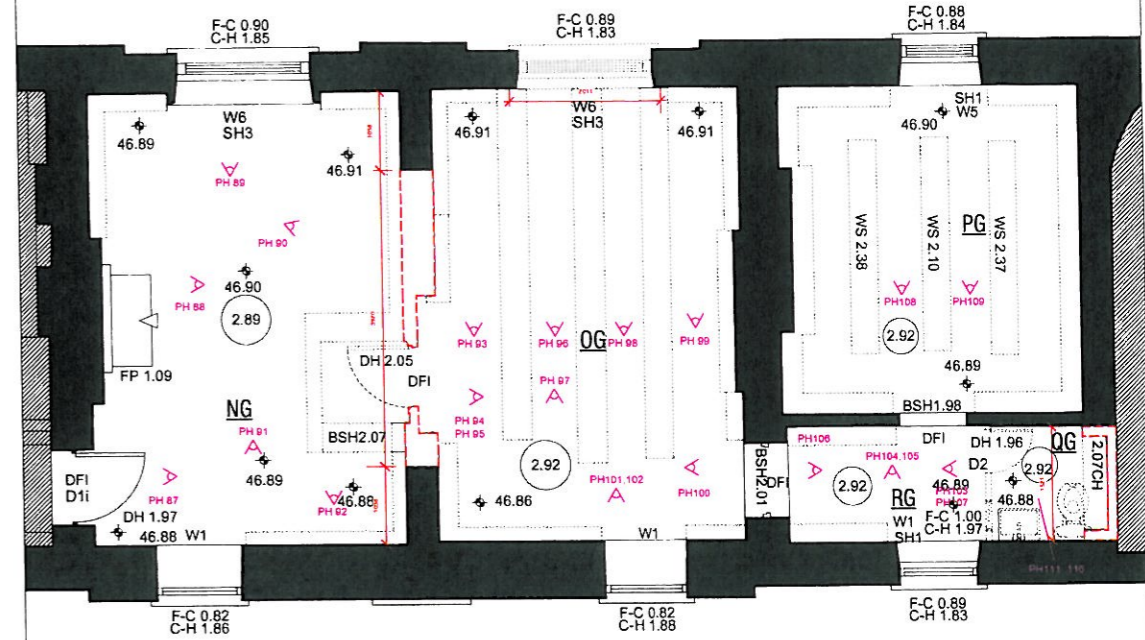 F-C 0.90
C-H 1.85
F-C 0.89
C-H 1.83
F-C 0.88
C-H 1.84
W6
SH3
46.89
46.91
PH 89
PH 90
46.90
PH 88
2.89
FP 1.09
DH 2.05
DFI
NG
PH 91
BSH2.07
46.89
DFI
D1i
PH 87
46.88
PH 92
DH 1.97
46.88
W1
F-C 0.82
C-H 1.86
W6
SH3
46.91
46.91
PH 93
PH 96
PH 98
PH 99
OG
PH 97
PH 94
PH 95
2.92
PH101,102
PH100
46.86
W1
F-C 0.82
C-H 1.88
SH1
W5
46.90
WS 2.38
WS 2.10
WS 2.37
PG
PH108
PH109
2.92
46.89
BSH1.98
BSH2.01
DFI
PH106
DFI
DH 1.96
QG
PH104,105
D2
2.92
2.07CH
2.92
46.89
46.88
RG
PH107
F-C 1.00
C-H 1.97
W1
SH1
F-C 0.89
C-H 1.83